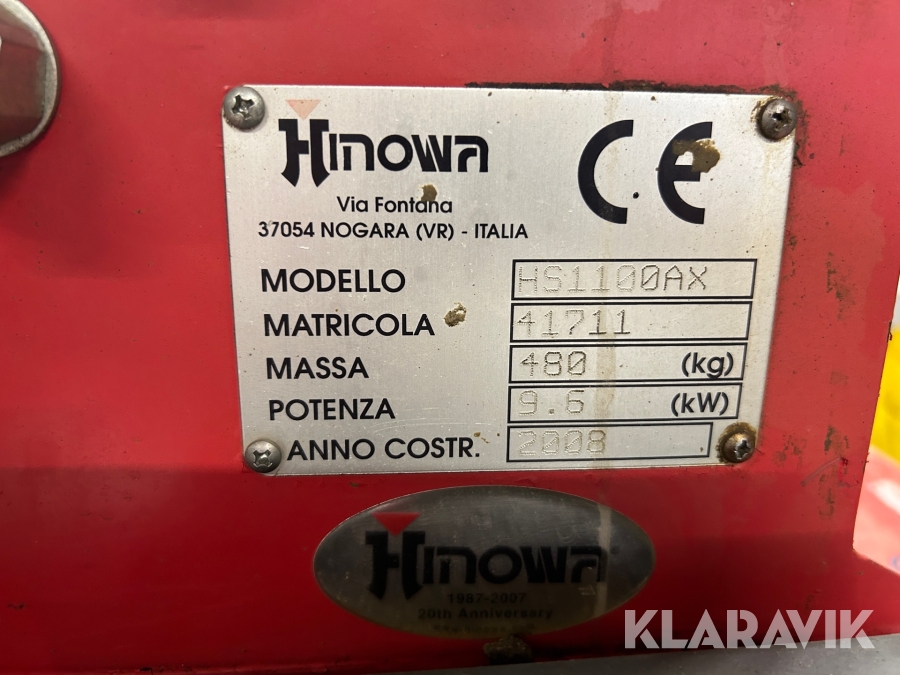 HINOWA
CE
Via Fontana
37054 NOGARA (VR) - ITALIA
MODELLO HS1100AX
MATRICOLA 41711
MASSA 480 (kg)
POTENZA 9.6 (kW)
ANNO COSTR. 2008
HINOWA
1987-2007
20th Anniversary
KLARAVIK